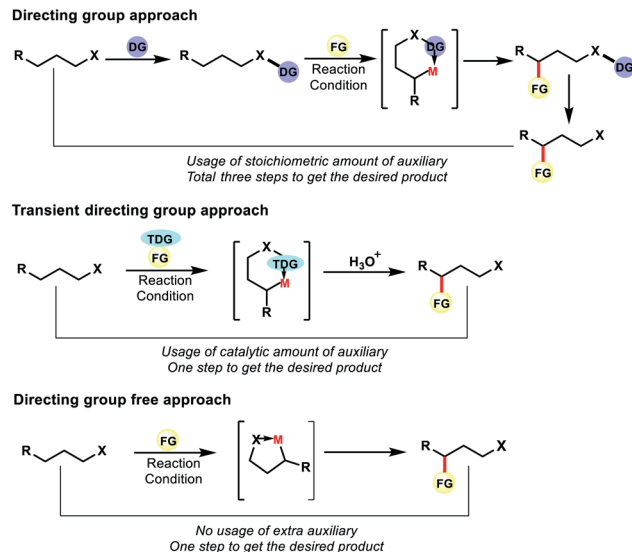 Directing group approach
R X DG X DG FG Reaction Condition X DG M R R X FG DG
R X FG
Usage of stoichiometric amount of auxiliary
Total three steps to get the desired product
Transient directing group approach
R X TDG FG Reaction Condition X TDG M R H3O+ R X FG
Usage of catalytic amount of auxiliary
One step to get the desired product
Directing group free approach
R X FG Reaction Condition X M R R X FG
No usage of extra auxiliary
One step to get the desired product